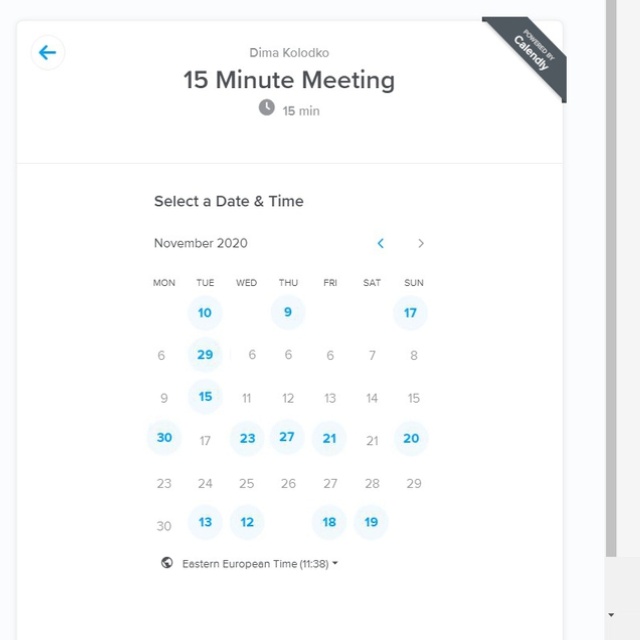 Dima Kolodko
15 Minute Meeting
15 min
POWERED BY
Calendly
Select a Date & Time
November 2020
MON TUE WED THU FRI SAT SUN
10 9 17
6 29 6 6 6 7 8
9 15 11 12 13 14 15
30 17 23 27 21 21 20
23 24 25 26 27 28 29
30 13 12 18 19
Eastern European Time (11:38)